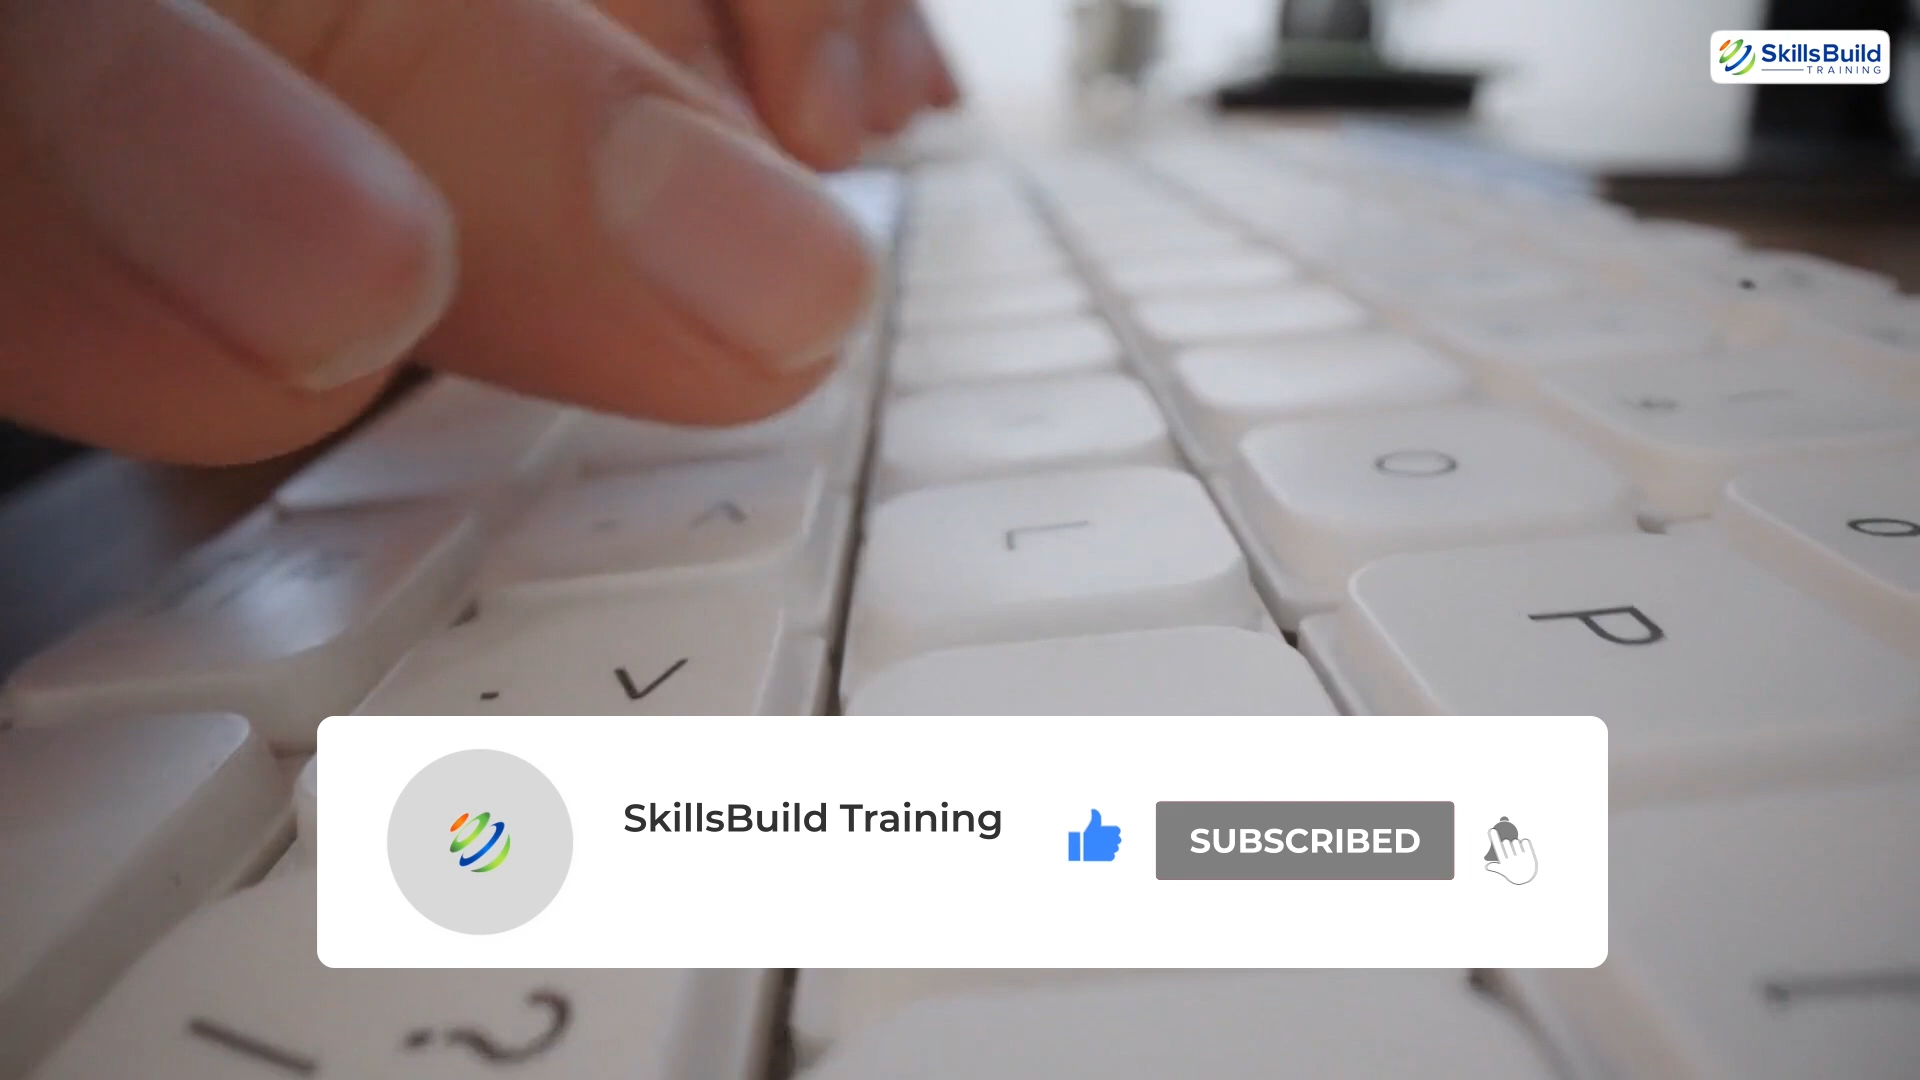 SkillsBuild
TRAINING
O
L
P
SkillsBuild Training
SUBSCRIBED
?